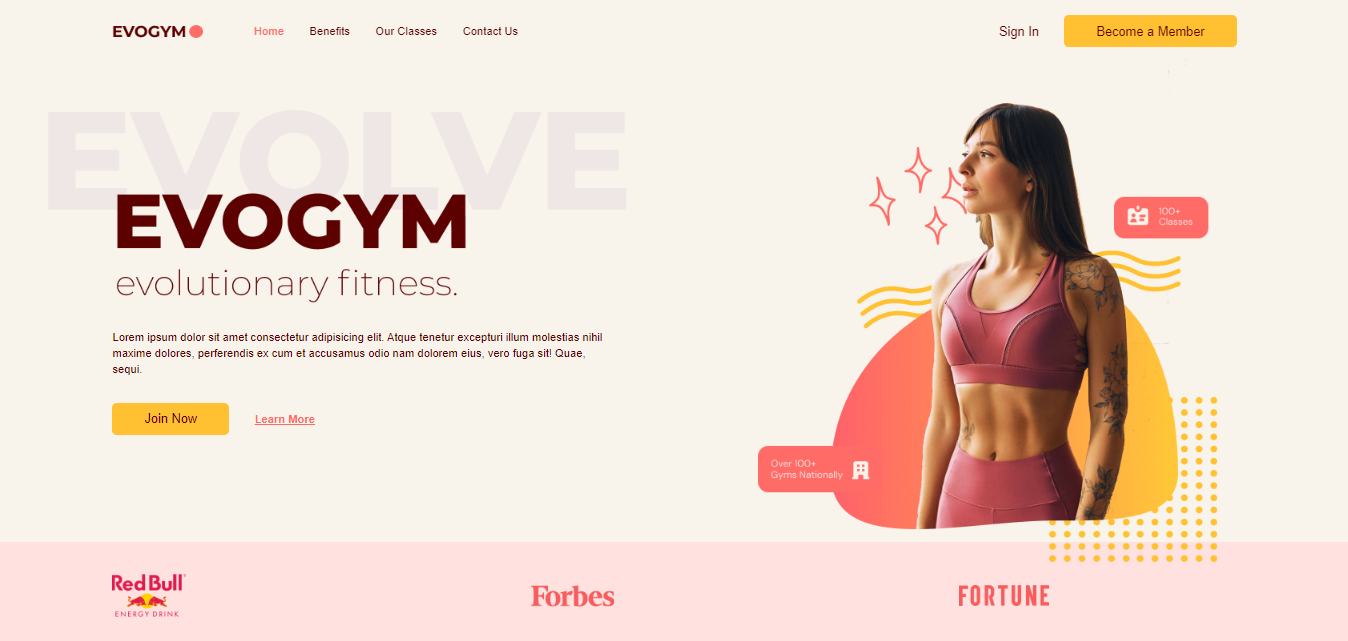 EVOGYM
Home
Benefits
Our Classes
Contact Us
Sign In
Become a Member
EVOLVE
EVOGYM
evolutionary fitness.
Lorem ipsum dolor sit amet consectetur adipisicing elit. Atque tenetur excepturi illum molestias nihil
maxime dolores, perferendis ex cum et accusamus odio nam dolorem eius, vero fuga sit! Quae,
sequi.
Join Now
Learn More
100+
Classes
Over 100+
Gyms Nationally
Red Bull
ENERGY DRINK
Forbes
FORTUNE